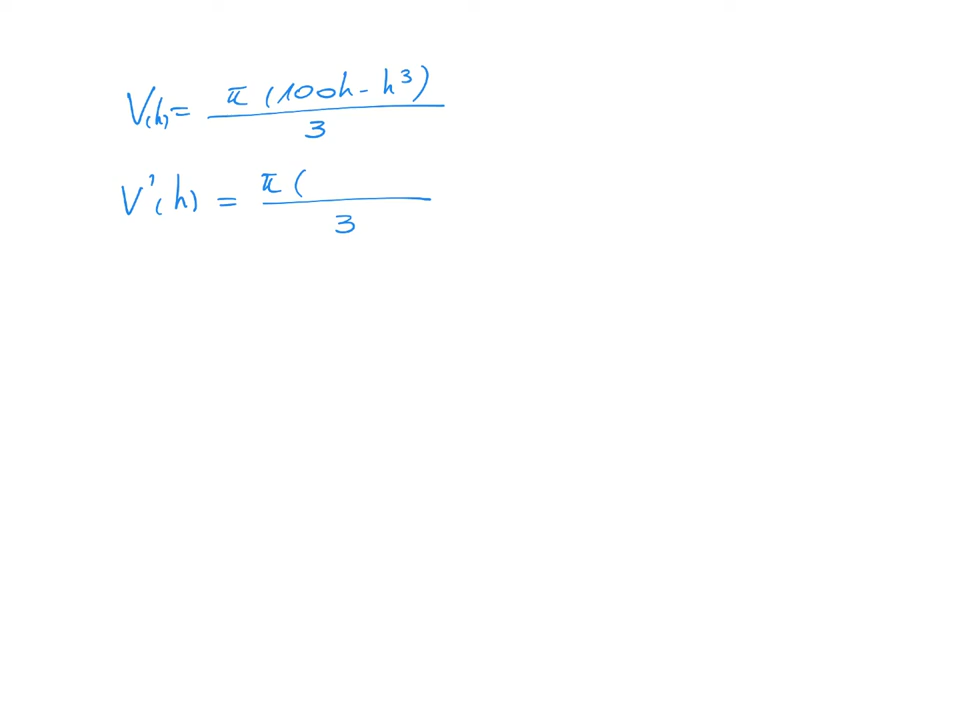 V(h) = π (100h - h³) / 3
V'(h) = π ( / 3